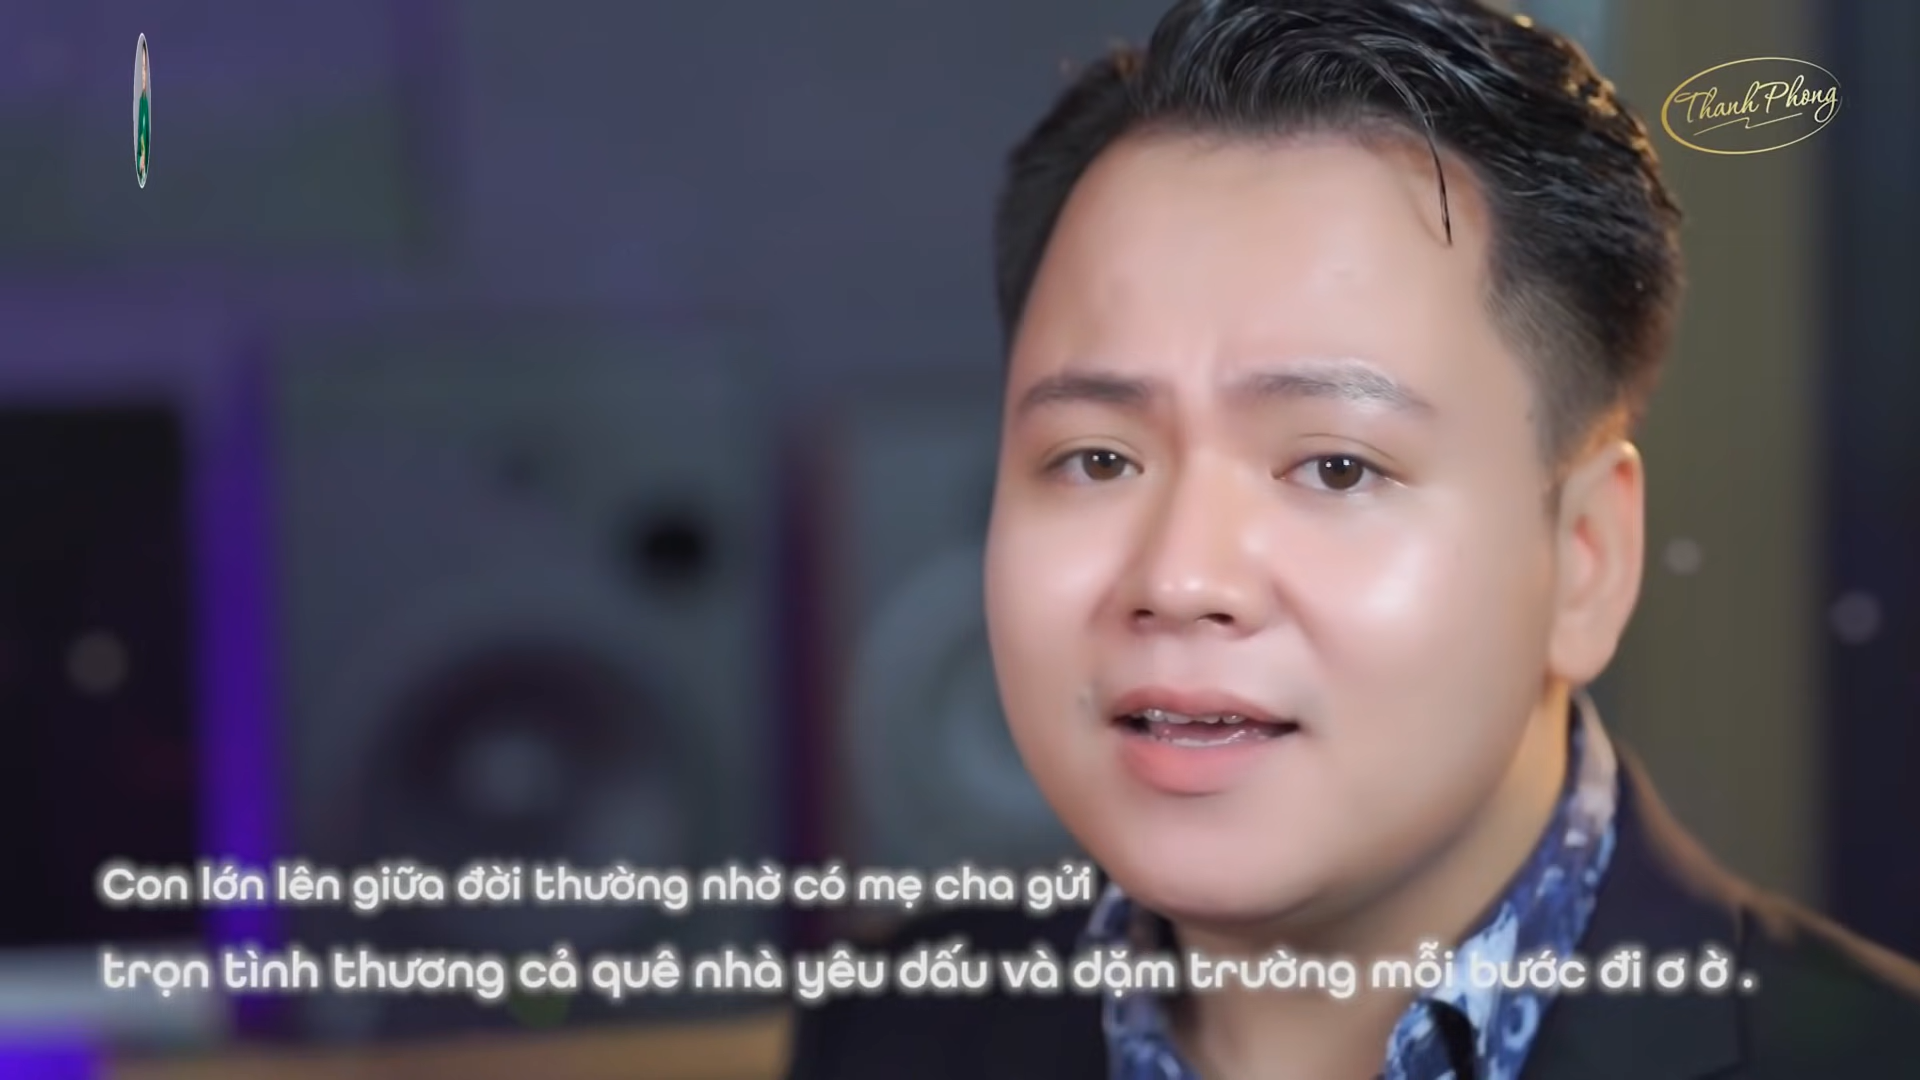 Thanh Phong
Con lớn lên giữa đời thường nhờ có mẹ cha gửi
trọn tình thương cả quê nhà yêu dấu và dặm trường mỗi bước đi ơ ờ .